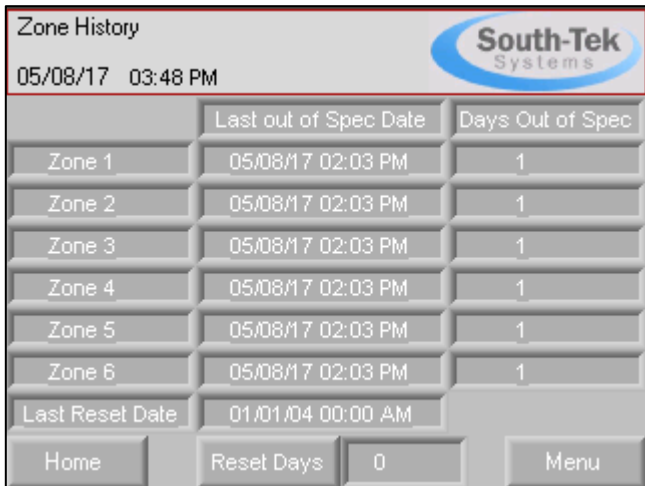 Zone History
South-Tek
Systems
05/08/17 03:48 PM
Last out of Spec Date Days Out of Spec
Zone 1 05/08/17 02:03 PM 1
Zone 2 05/08/17 02:03 PM 1
Zone 3 05/08/17 02:03 PM 1
Zone 4 05/08/17 02:03 PM 1
Zone 5 05/08/17 02:03 PM 1
Zone 6 05/08/17 02:03 PM 1
Last Reset Date 01/01/04 00:00 AM
Home Reset Days 0 Menu